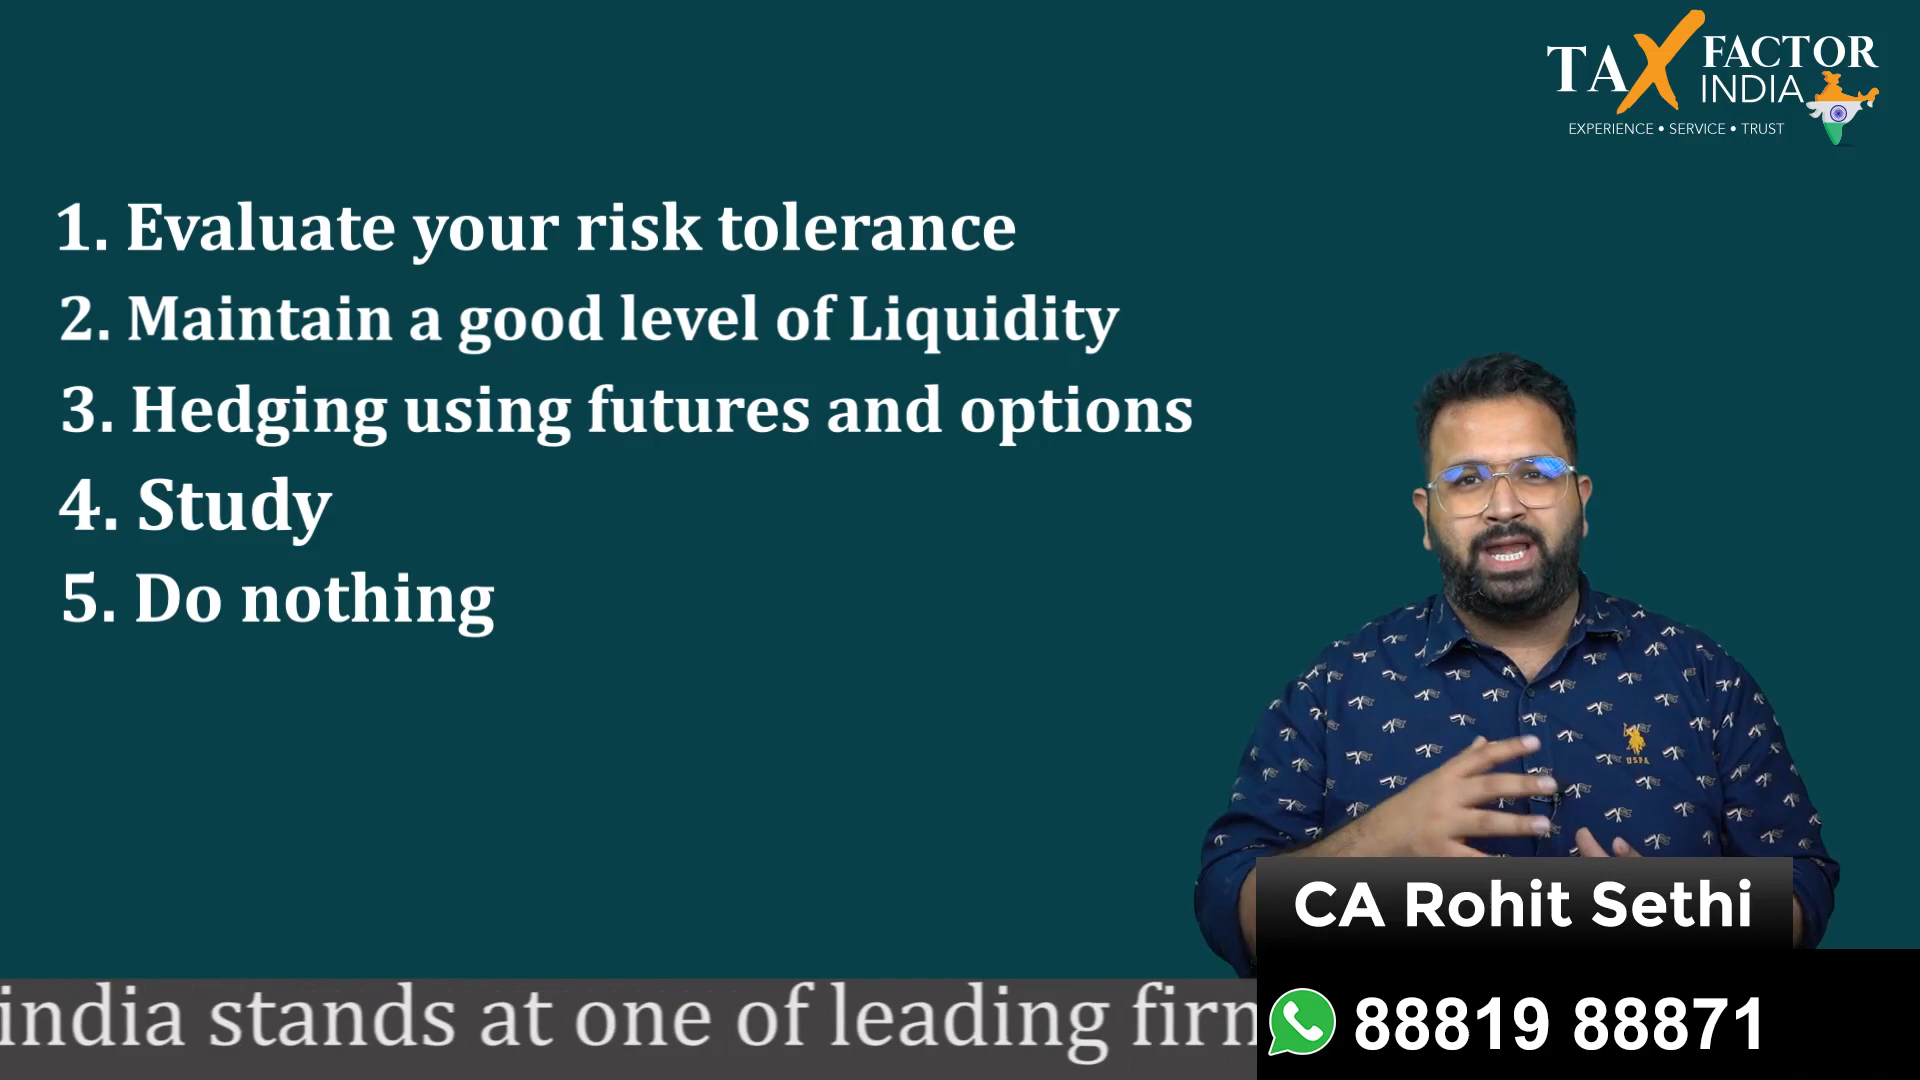 TAX FACTOR
INDIA
EXPERIENCE • SERVICE • TRUST
1. Evaluate your risk tolerance
2. Maintain a good level of Liquidity
3. Hedging using futures and options
4. Study
5. Do nothing
USPA
CA Rohit Sethi
india stands at one of leading firm
88819 88871